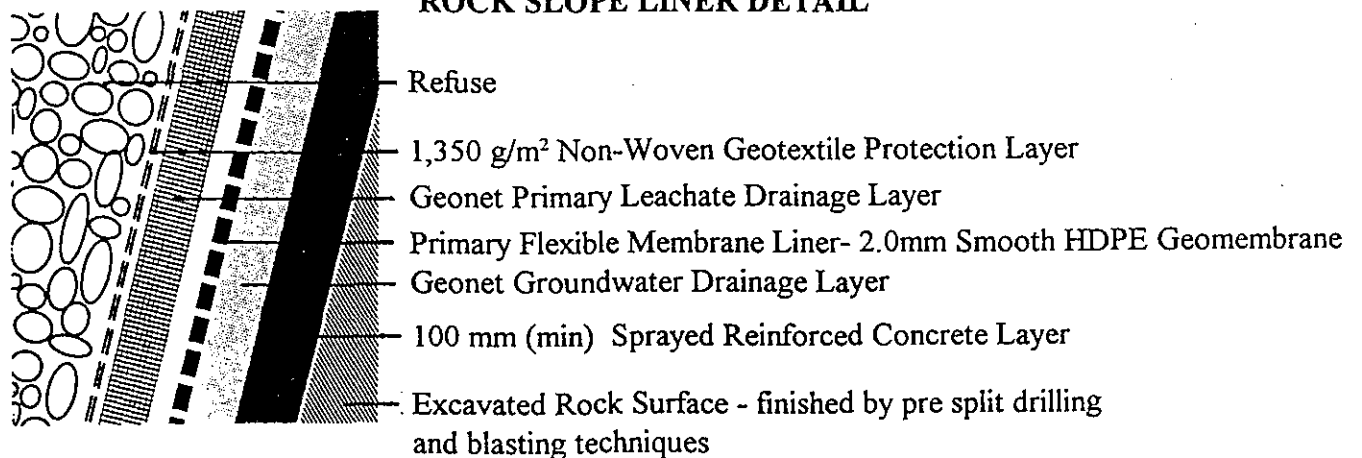 ROCK SLOPE LINER DETAIL
Refuse
1,350 g/m² Non-Woven Geotextile Protection Layer
Geonet Primary Leachate Drainage Layer
Primary Flexible Membrane Liner- 2.0mm Smooth HDPE Geomembrane
Geonet Groundwater Drainage Layer
100 mm (min) Sprayed Reinforced Concrete Layer
Excavated Rock Surface - finished by pre split drilling
and blasting techniques